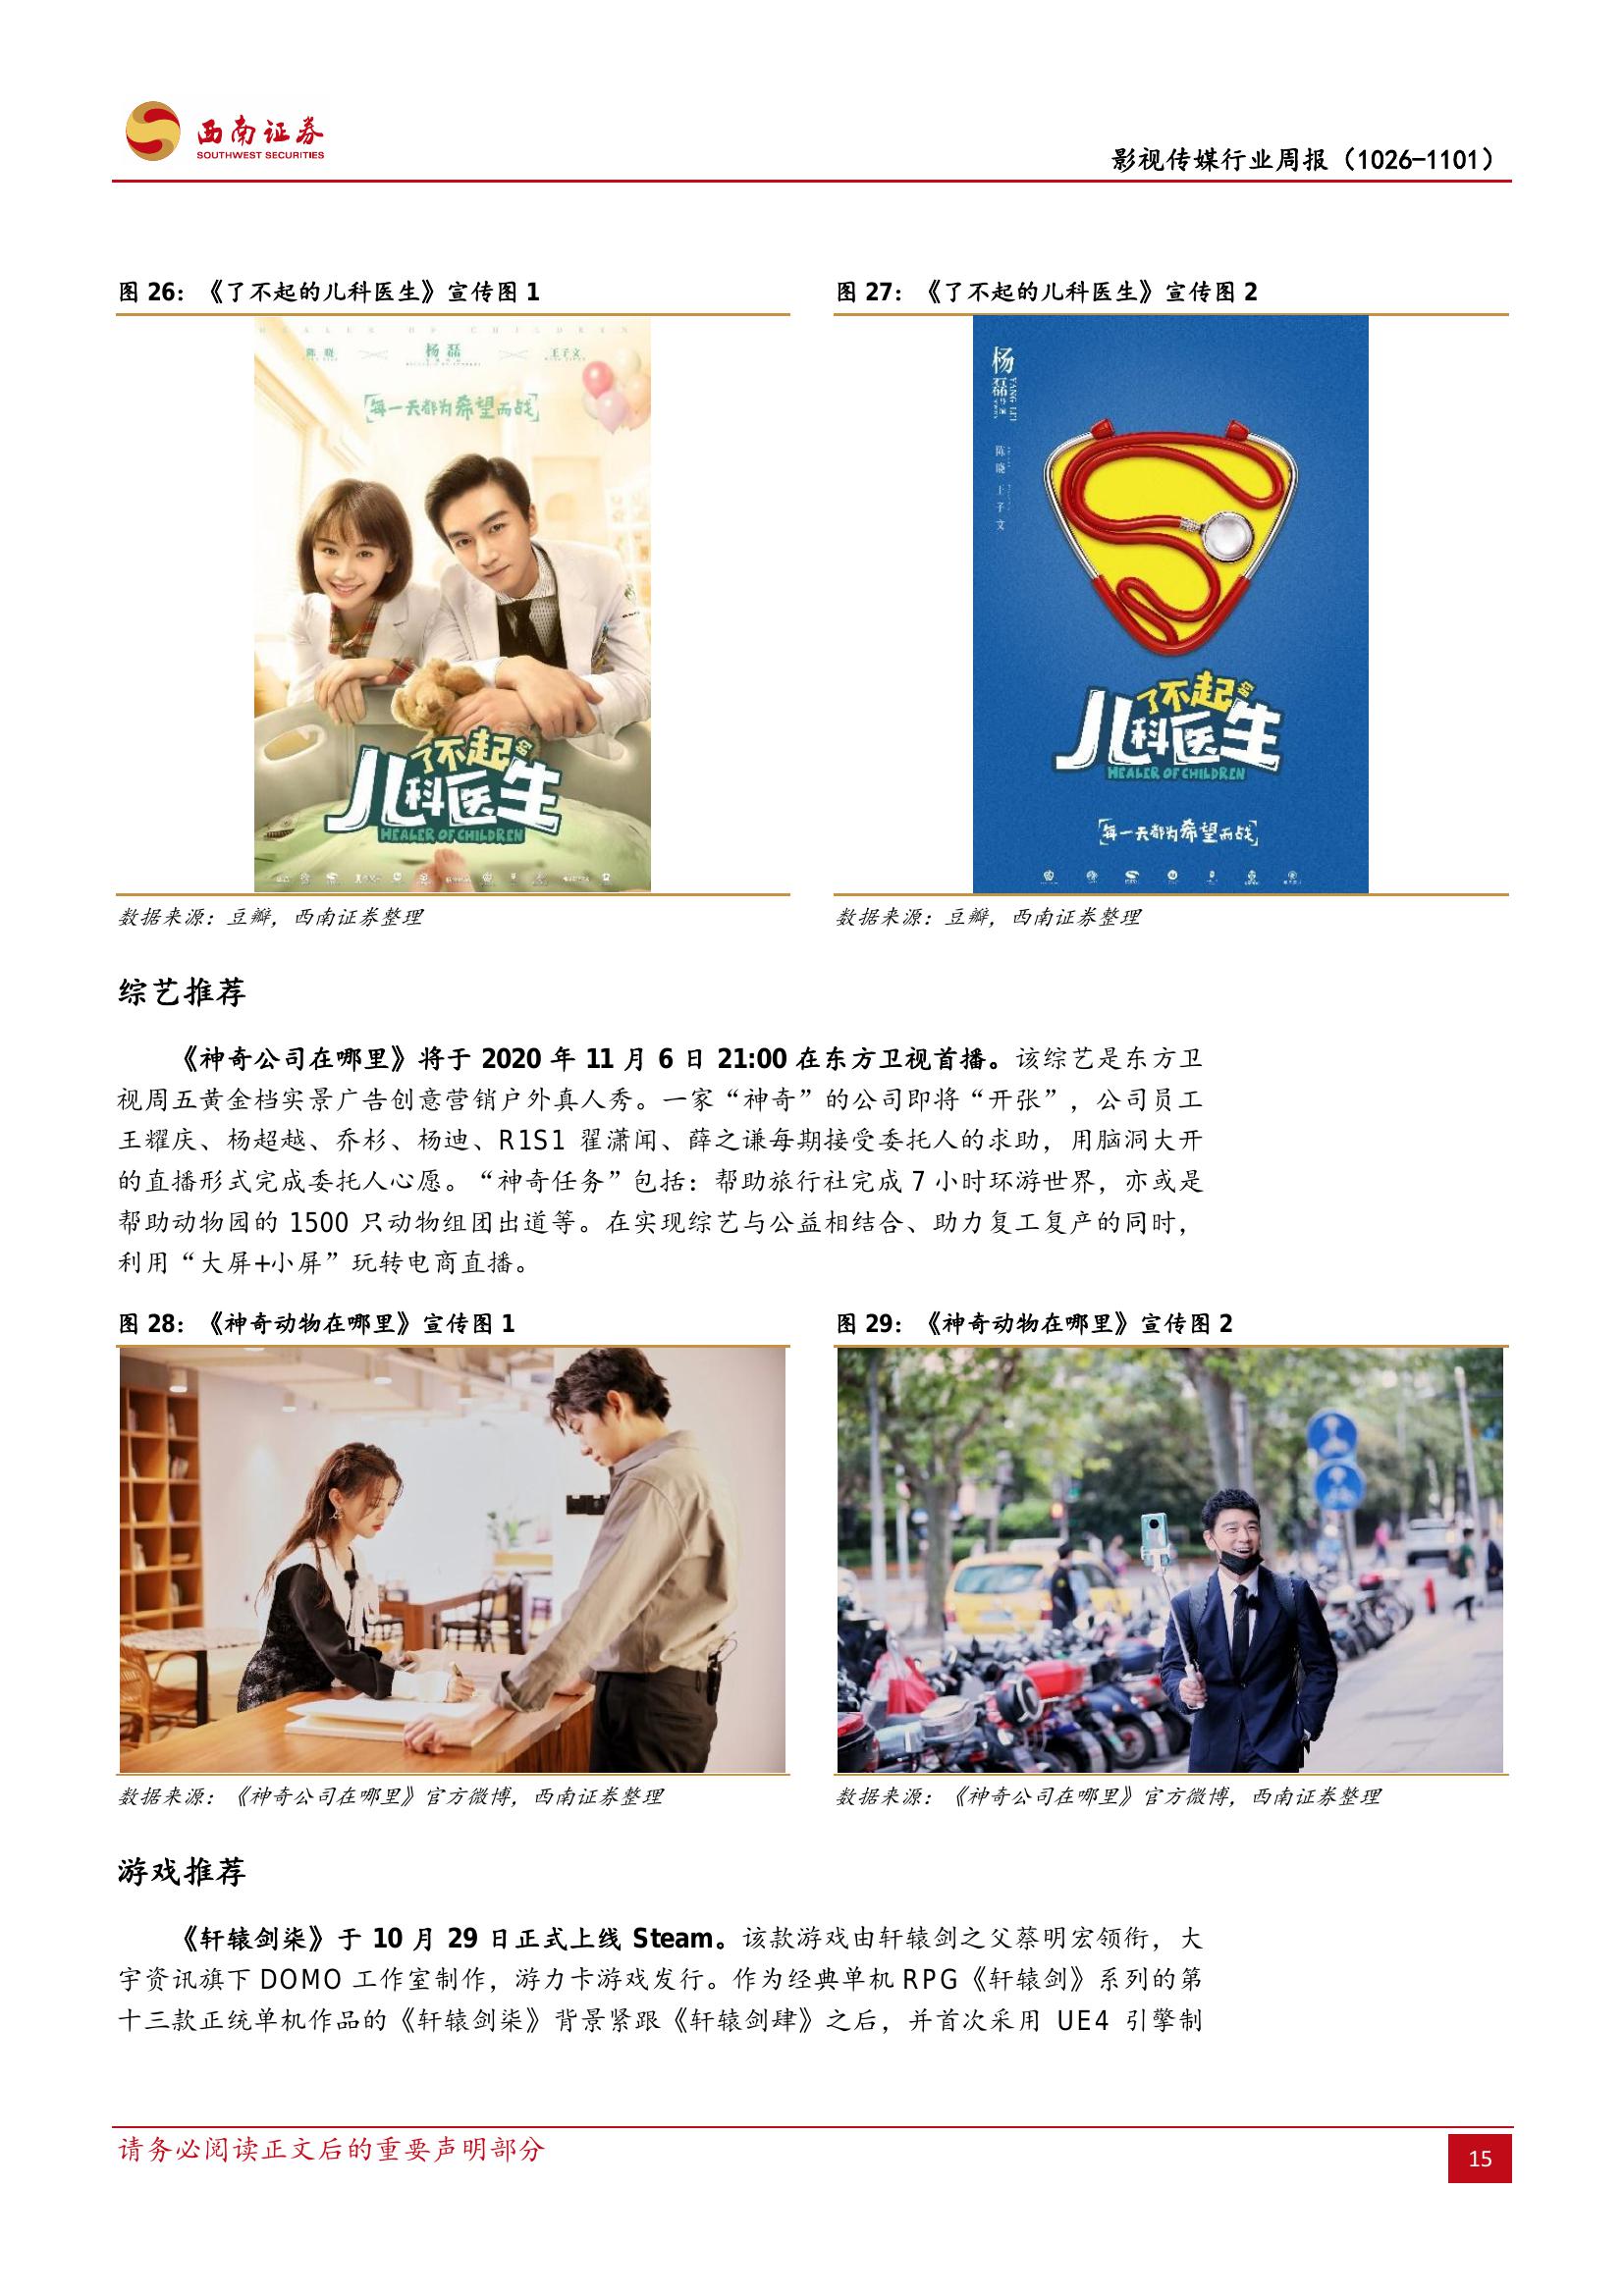 西南证券
SOUTHWEST SECURITIES
影视传媒行业周报（1026-1101）
图 26：《了不起的儿科医生》宣传图 1
图 27：《了不起的儿科医生》宣传图 2
陈晓
杨磊
王子文
每一天都为希望而战
了不起的
儿科医生
HEALER OF CHILDREN
杨磊
YANG LEI
陈晓
王子文
了不起的
儿科医生
HEALER OF CHILDREN
每一天都为希望而战
数据来源：豆瓣，西南证券整理
数据来源：豆瓣，西南证券整理
综艺推荐
《神奇公司在哪里》将于 2020 年 11 月 6 日 21:00 在东方卫视首播。该综艺是东方卫
视周五黄金档实景广告创意营销户外真人秀。一家“神奇”的公司即将“开张”，公司员工
王耀庆、杨超越、乔杉、杨迪、R1S1 翟潇闻、薛之谦每期接受委托人的求助，用脑洞大开
的直播形式完成委托人心愿。“神奇任务”包括：帮助旅行社完成 7 小时环游世界，亦或是
帮助动物园的 1500 只动物组团出道等。在实现综艺与公益相结合、助力复工复产的同时，
利用“大屏+小屏”玩转电商直播。
图 28：《神奇动物在哪里》宣传图 1
图 29：《神奇动物在哪里》宣传图 2
数据来源：《神奇公司在哪里》官方微博，西南证券整理
数据来源：《神奇公司在哪里》官方微博，西南证券整理
游戏推荐
《轩辕剑柒》于 10 月 29 日正式上线 Steam。该款游戏由轩辕剑之父蔡明宏领衔，大
宇资讯旗下 DOMO 工作室制作，游力卡游戏发行。作为经典单机 RPG《轩辕剑》系列的第
十三款正统单机作品的《轩辕剑柒》背景紧跟《轩辕剑肆》之后，并首次采用 UE4 引擎制
请务必阅读正文后的重要声明部分
15